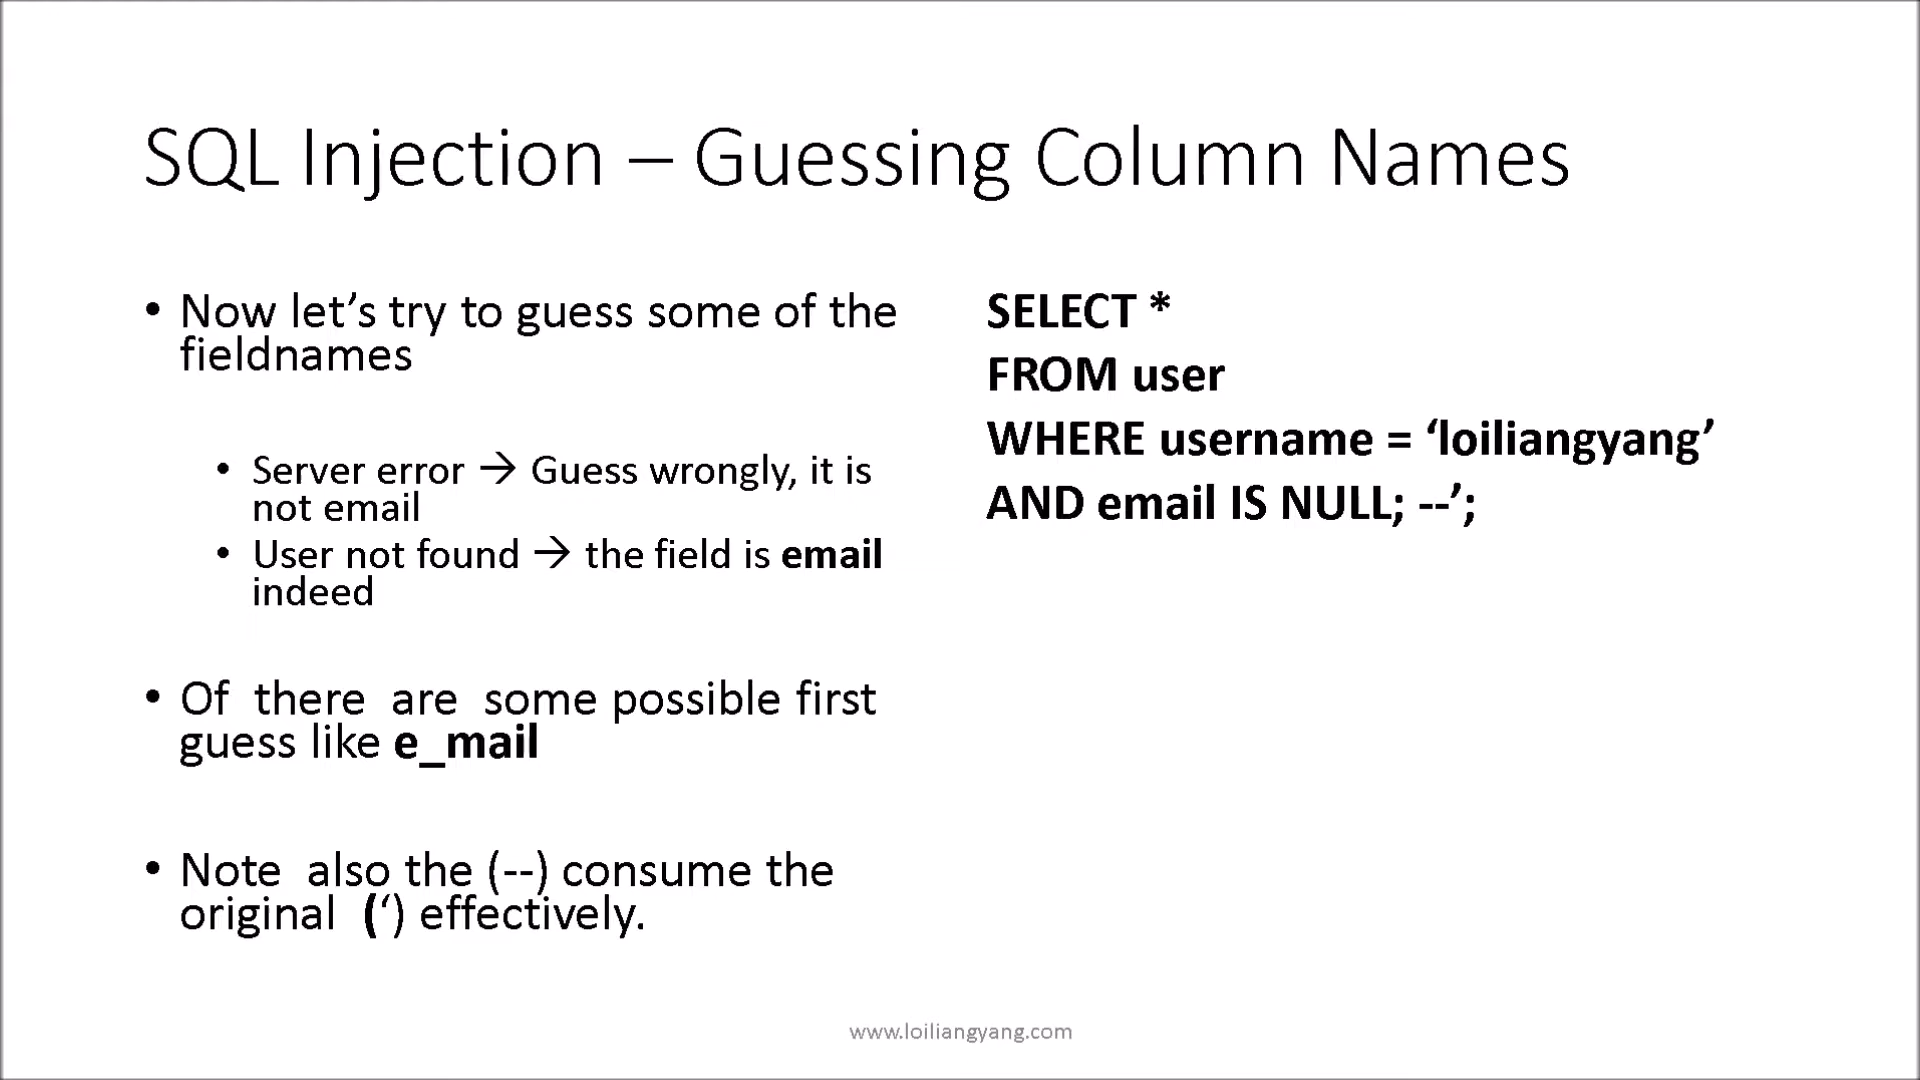 SQL Injection – Guessing Column Names
• Now let’s try to guess some of the
fieldnames
• Server error → Guess wrongly, it is
not email
• User not found → the field is email
indeed
• Of there are some possible first
guess like e_mail
• Note also the (--) consume the
original (‘) effectively.
SELECT *
FROM user
WHERE username = ‘loiliangyang’
AND email IS NULL; --’;
www.loiliangyang.com